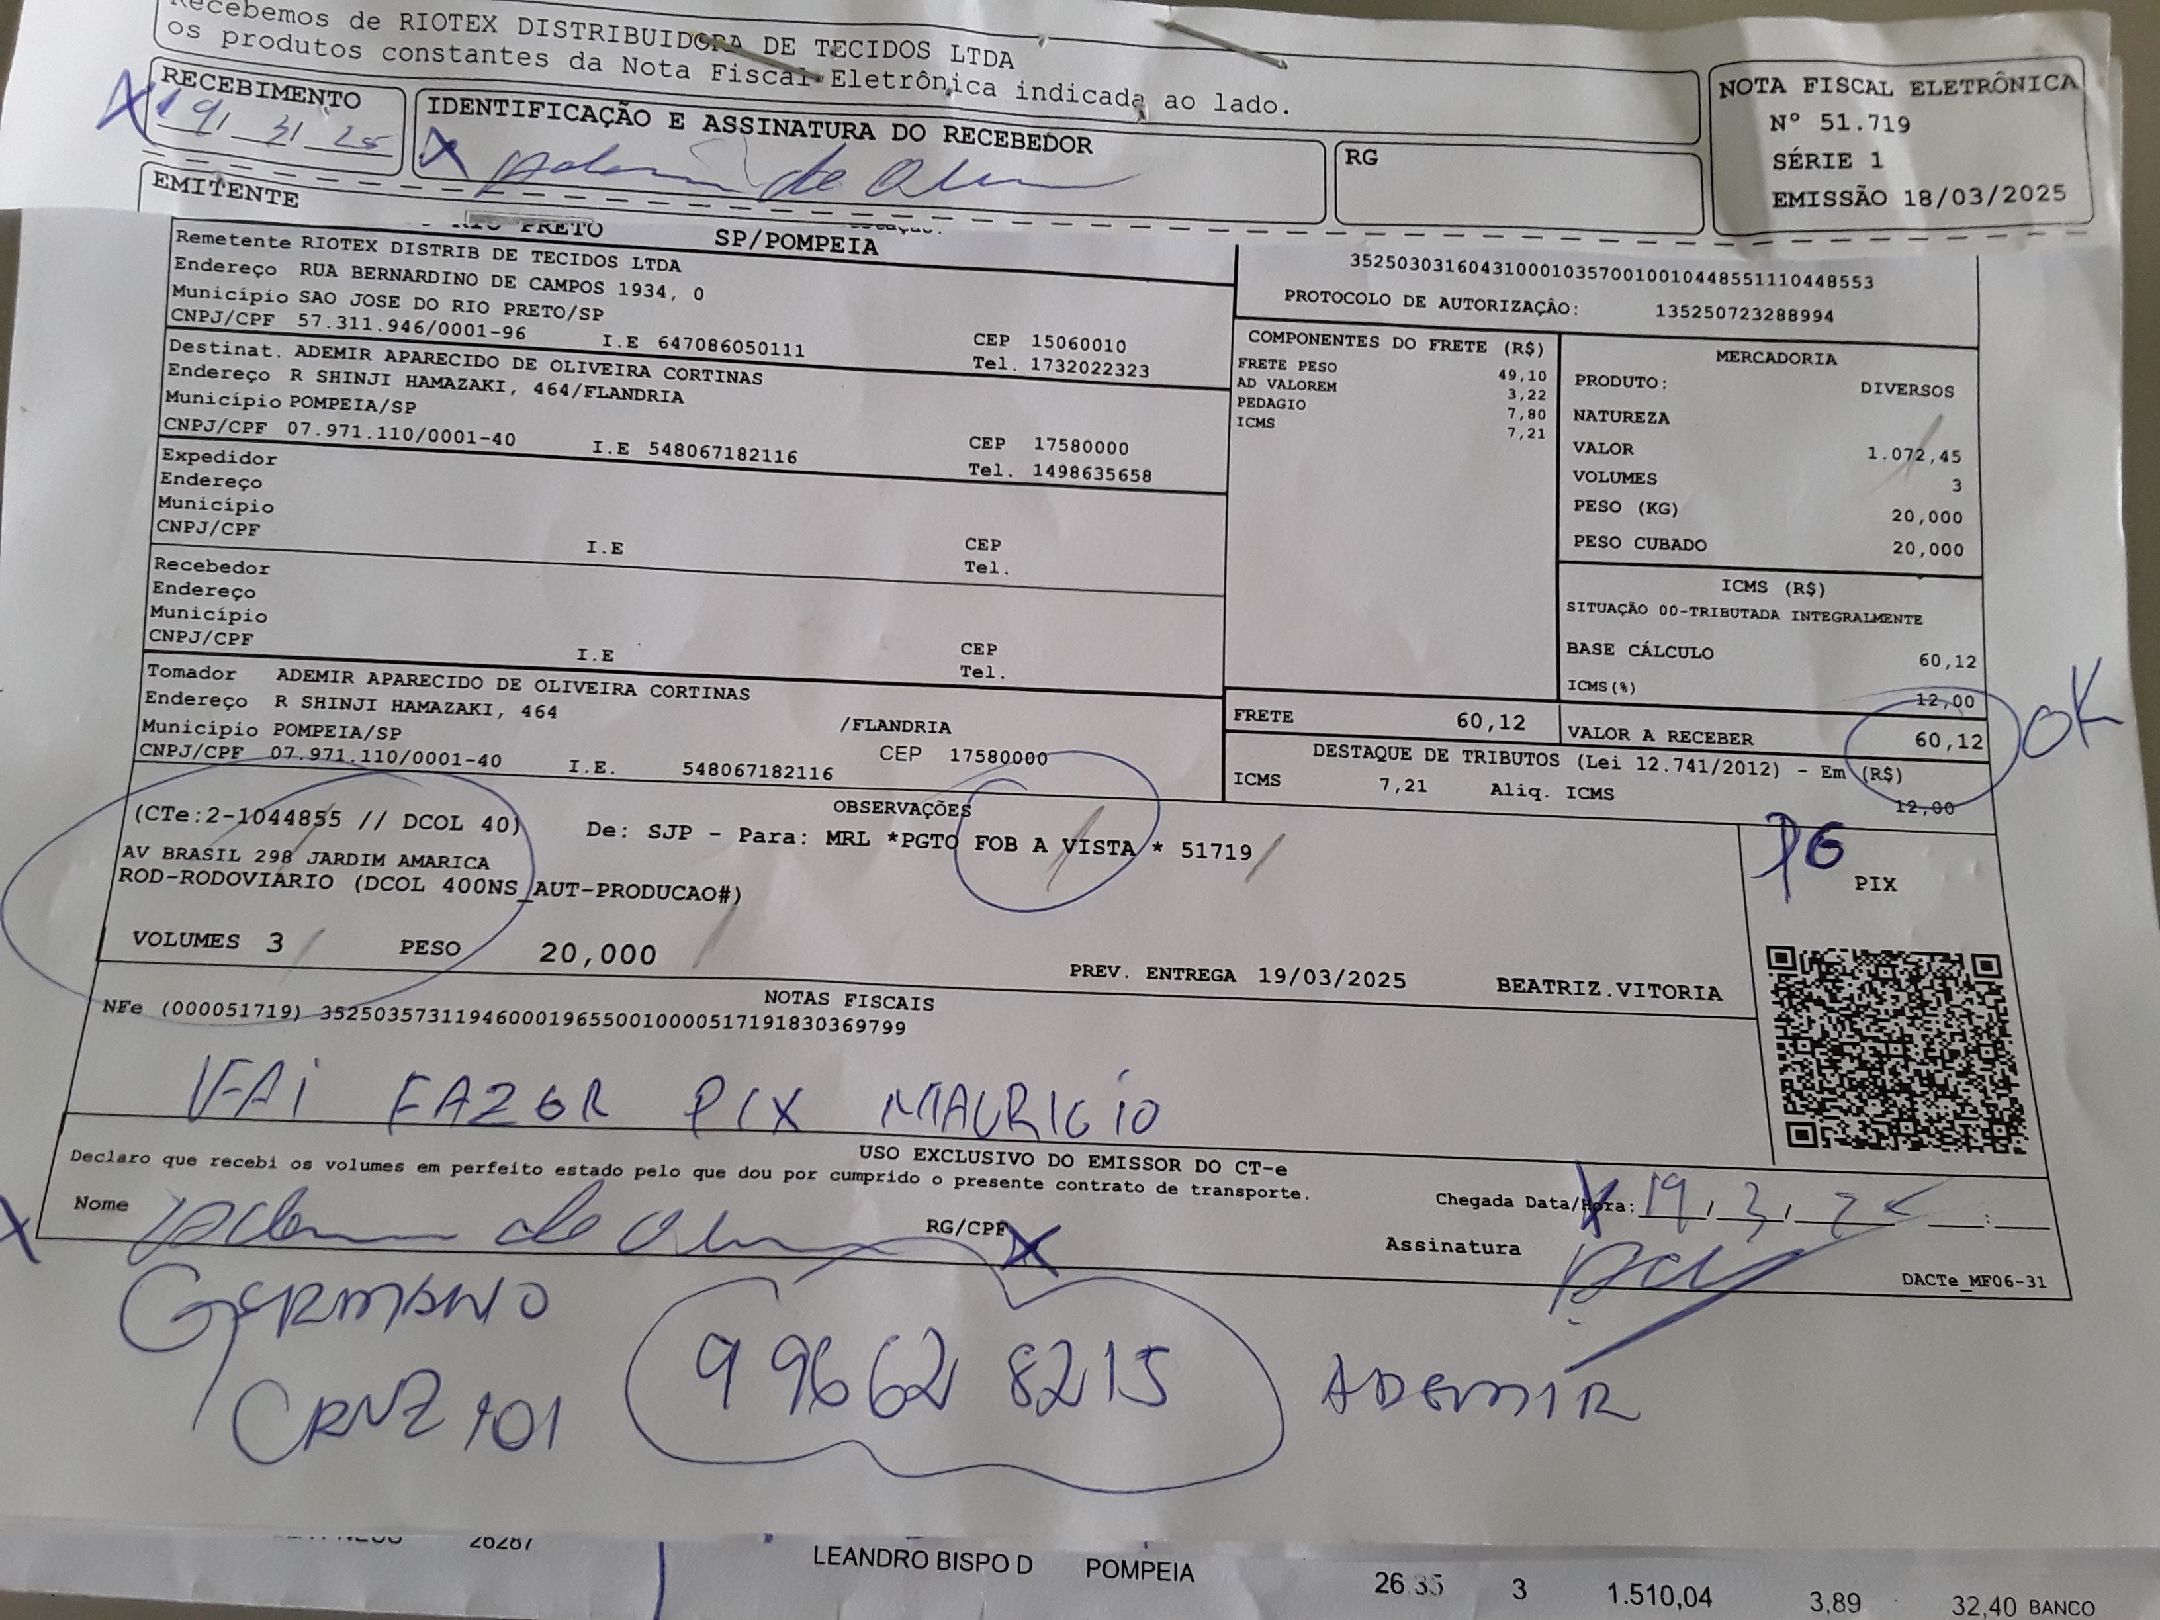 Recebemos de RIOTEX DISTRIBUIDORA DE TECIDOS LTDA
os produtos constantes da Nota Fiscal Eletrônica indicada ao lado.
NOTA FISCAL ELETRÔNICA
Nº 51.719
SÉRIE 1
EMISSÃO 18/03/2025
RECEBIMENTO
19/ 3/ 25
IDENTIFICAÇÃO E ASSINATURA DO RECEBEDOR
RG
EMITENTE
RIO PRETO SP/POMPEIA
Remetente RIOTEX DISTRIB DE TECIDOS LTDA
Endereço RUA BERNARDINO DE CAMPOS 1934, 0
Município SAO JOSE DO RIO PRETO/SP CEP 15060010
CNPJ/CPF 57.311.946/0001-96 I.E 647086050111 Tel. 1732022323
Destinat. ADEMIR APARECIDO DE OLIVEIRA CORTINAS
Endereço R SHINJI HAMAZAKI, 464/FLANDRIA
Município POMPEIA/SP CEP 17580000
CNPJ/CPF 07.971.110/0001-40 I.E 548067182116 Tel. 1498635658
Expedidor
Endereço
Município CEP
CNPJ/CPF I.E Tel.
Recebedor
Endereço
Município CEP
CNPJ/CPF I.E Tel.
Tomador ADEMIR APARECIDO DE OLIVEIRA CORTINAS
Endereço R SHINJI HAMAZAKI, 464 /FLANDRIA
Município POMPEIA/SP CEP 17580000
CNPJ/CPF 07.971.110/0001-40 I.E. 548067182116
35250303160431000103570010010448551110448553
PROTOCOLO DE AUTORIZAÇÂO: 135250723288994
COMPONENTES DO FRETE (R$)
FRETE PESO 49,10
AD VALOREM 3,22
PEDAGIO 7,80
ICMS 7,21
MERCADORIA
PRODUTO: DIVERSOS
NATUREZA
VALOR 1.072,45
VOLUMES 3
PESO (KG) 20,000
PESO CUBADO 20,000
ICMS (R$)
SITUAÇÃO 00-TRIBUTADA INTEGRALMENTE
BASE CÁLCULO 60,12
ICMS(%) 12,00
FRETE 60,12
VALOR A RECEBER 60,12
OK
DESTAQUE DE TRIBUTOS (Lei 12.741/2012) - Em (R$)
ICMS 7,21 Aliq. ICMS 12,00
OBSERVAÇÕES
(CTe:2-1044855 // DCOL 40) De: SJP - Para: MRL *PGTO FOB A VISTA * 51719
AV BRASIL 298 JARDIM AMARICA
ROD-RODOVIÁRIO (DCOL 400NS_AUT-PRODUCAO#)
VOLUMES 3 PESO 20,000
PREV. ENTREGA 19/03/2025 BEATRIZ.VITORIA
PG
PIX
NOTAS FISCAIS
NFe (000051719) 35250357311946000196550010000517191830369799
VAi FAZER PIX MAURICIO
USO EXCLUSIVO DO EMISSOR DO CT-e
Declaro que recebi os volumes em perfeito estado pelo que dou por cumprido o presente contrato de transporte.
Chegada Data/Hora: 19/ 3/ 25 :
Nome
RG/CPF
Assinatura
DACTe_MF06-31
GERMANO
CRUZ 101
9 9662 8215
ADEMIR
26287
LEANDRO BISPO D POMPEIA 26.35 3 1.510,04 3,89 32,40 BANCO